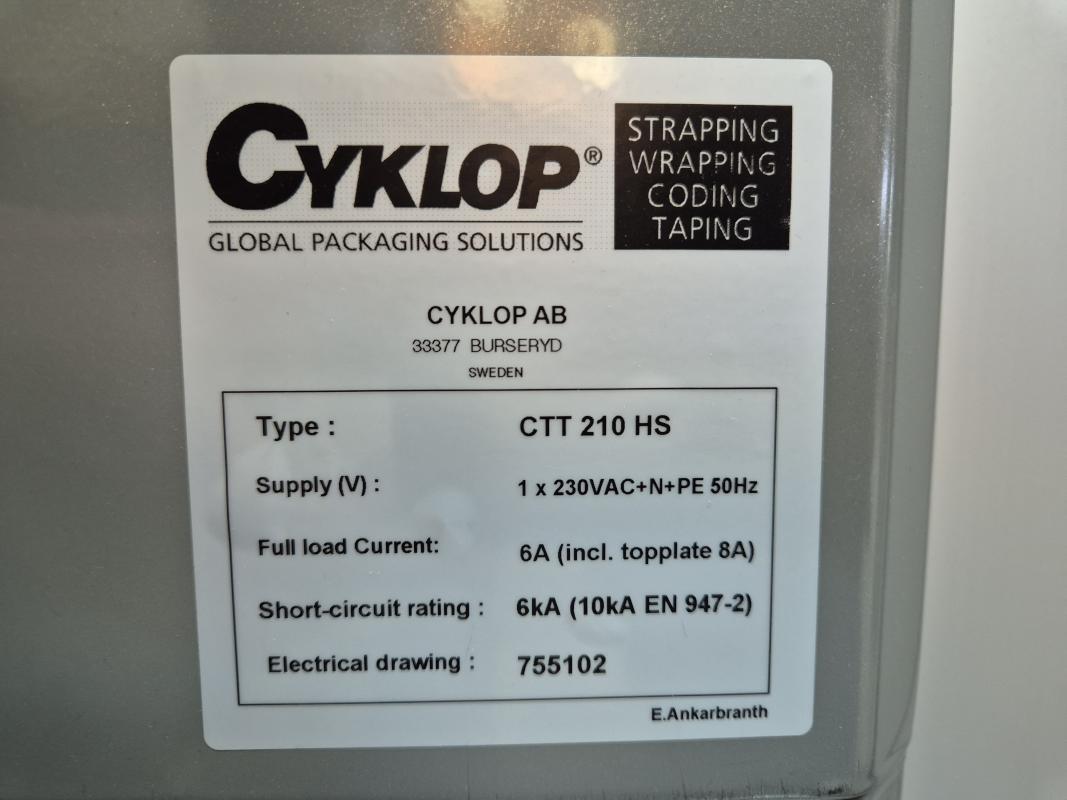 CYKLOP®
GLOBAL PACKAGING SOLUTIONS
STRAPPING
WRAPPING
CODING
TAPING
CYKLOP AB
33377 BURSERYD
SWEDEN
Type : CTT 210 HS
Supply (V) : 1 x 230VAC+N+PE 50Hz
Full load Current: 6A (incl. topplate 8A)
Short-circuit rating : 6kA (10kA EN 947-2)
Electrical drawing : 755102
E.Ankarbranth